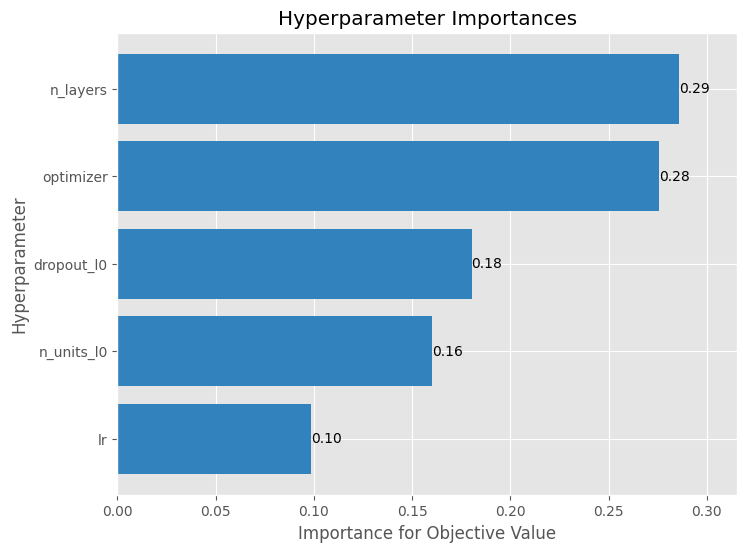 Hyperparameter Importances
Hyperparameter
n_layers
0.29
optimizer
0.28
dropout_l0
0.18
n_units_l0
0.16
lr
0.10
0.00 0.05 0.10 0.15 0.20 0.25 0.30
Importance for Objective Value